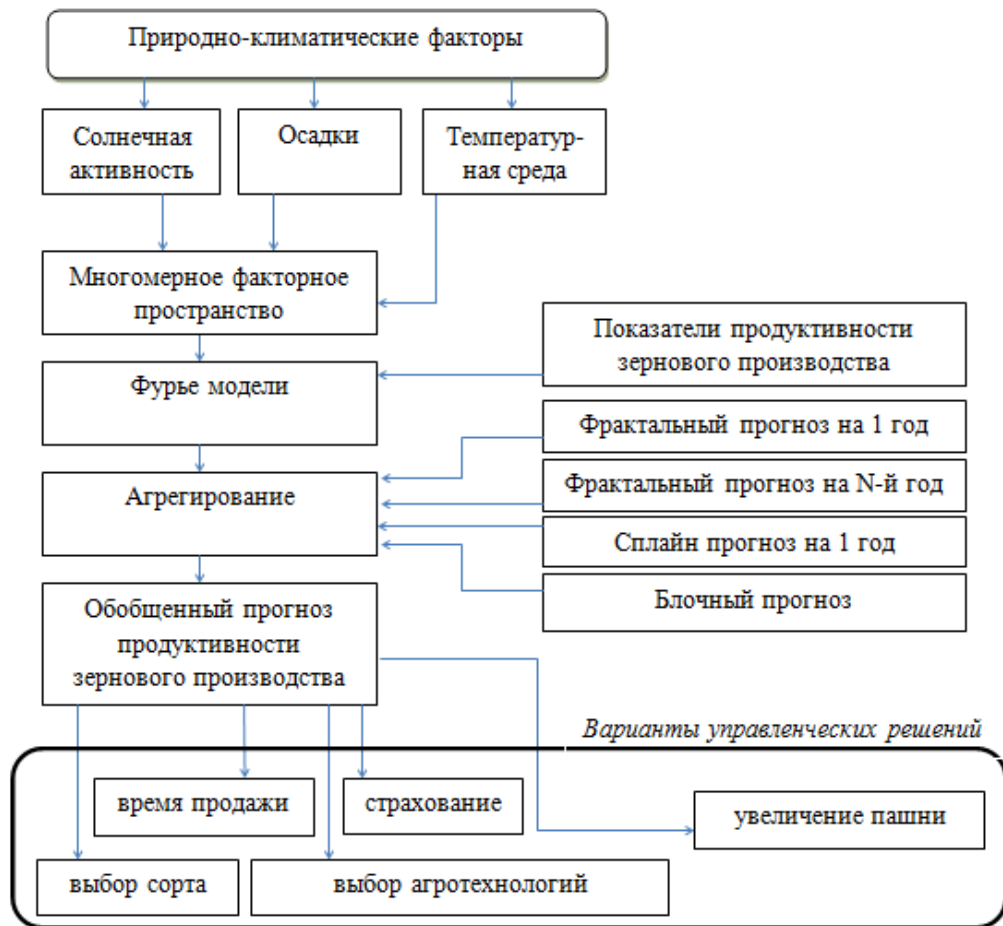 Природно-климатические факторы
Солнечная
активность
Осадки
Температур-
ная среда
Многомерное факторное
пространство
Показатели продуктивности
зернового производства
Фурье модели
Фрактальный прогноз на 1 год
Агрегирование
Фрактальный прогноз на N-й год
Сплайн прогноз на 1 год
Блочный прогноз
Обобщенный прогноз
продуктивности
зернового производства
Варианты управленческих решений
время продажи
страхование
увеличение пашни
выбор сорта
выбор агротехнологий